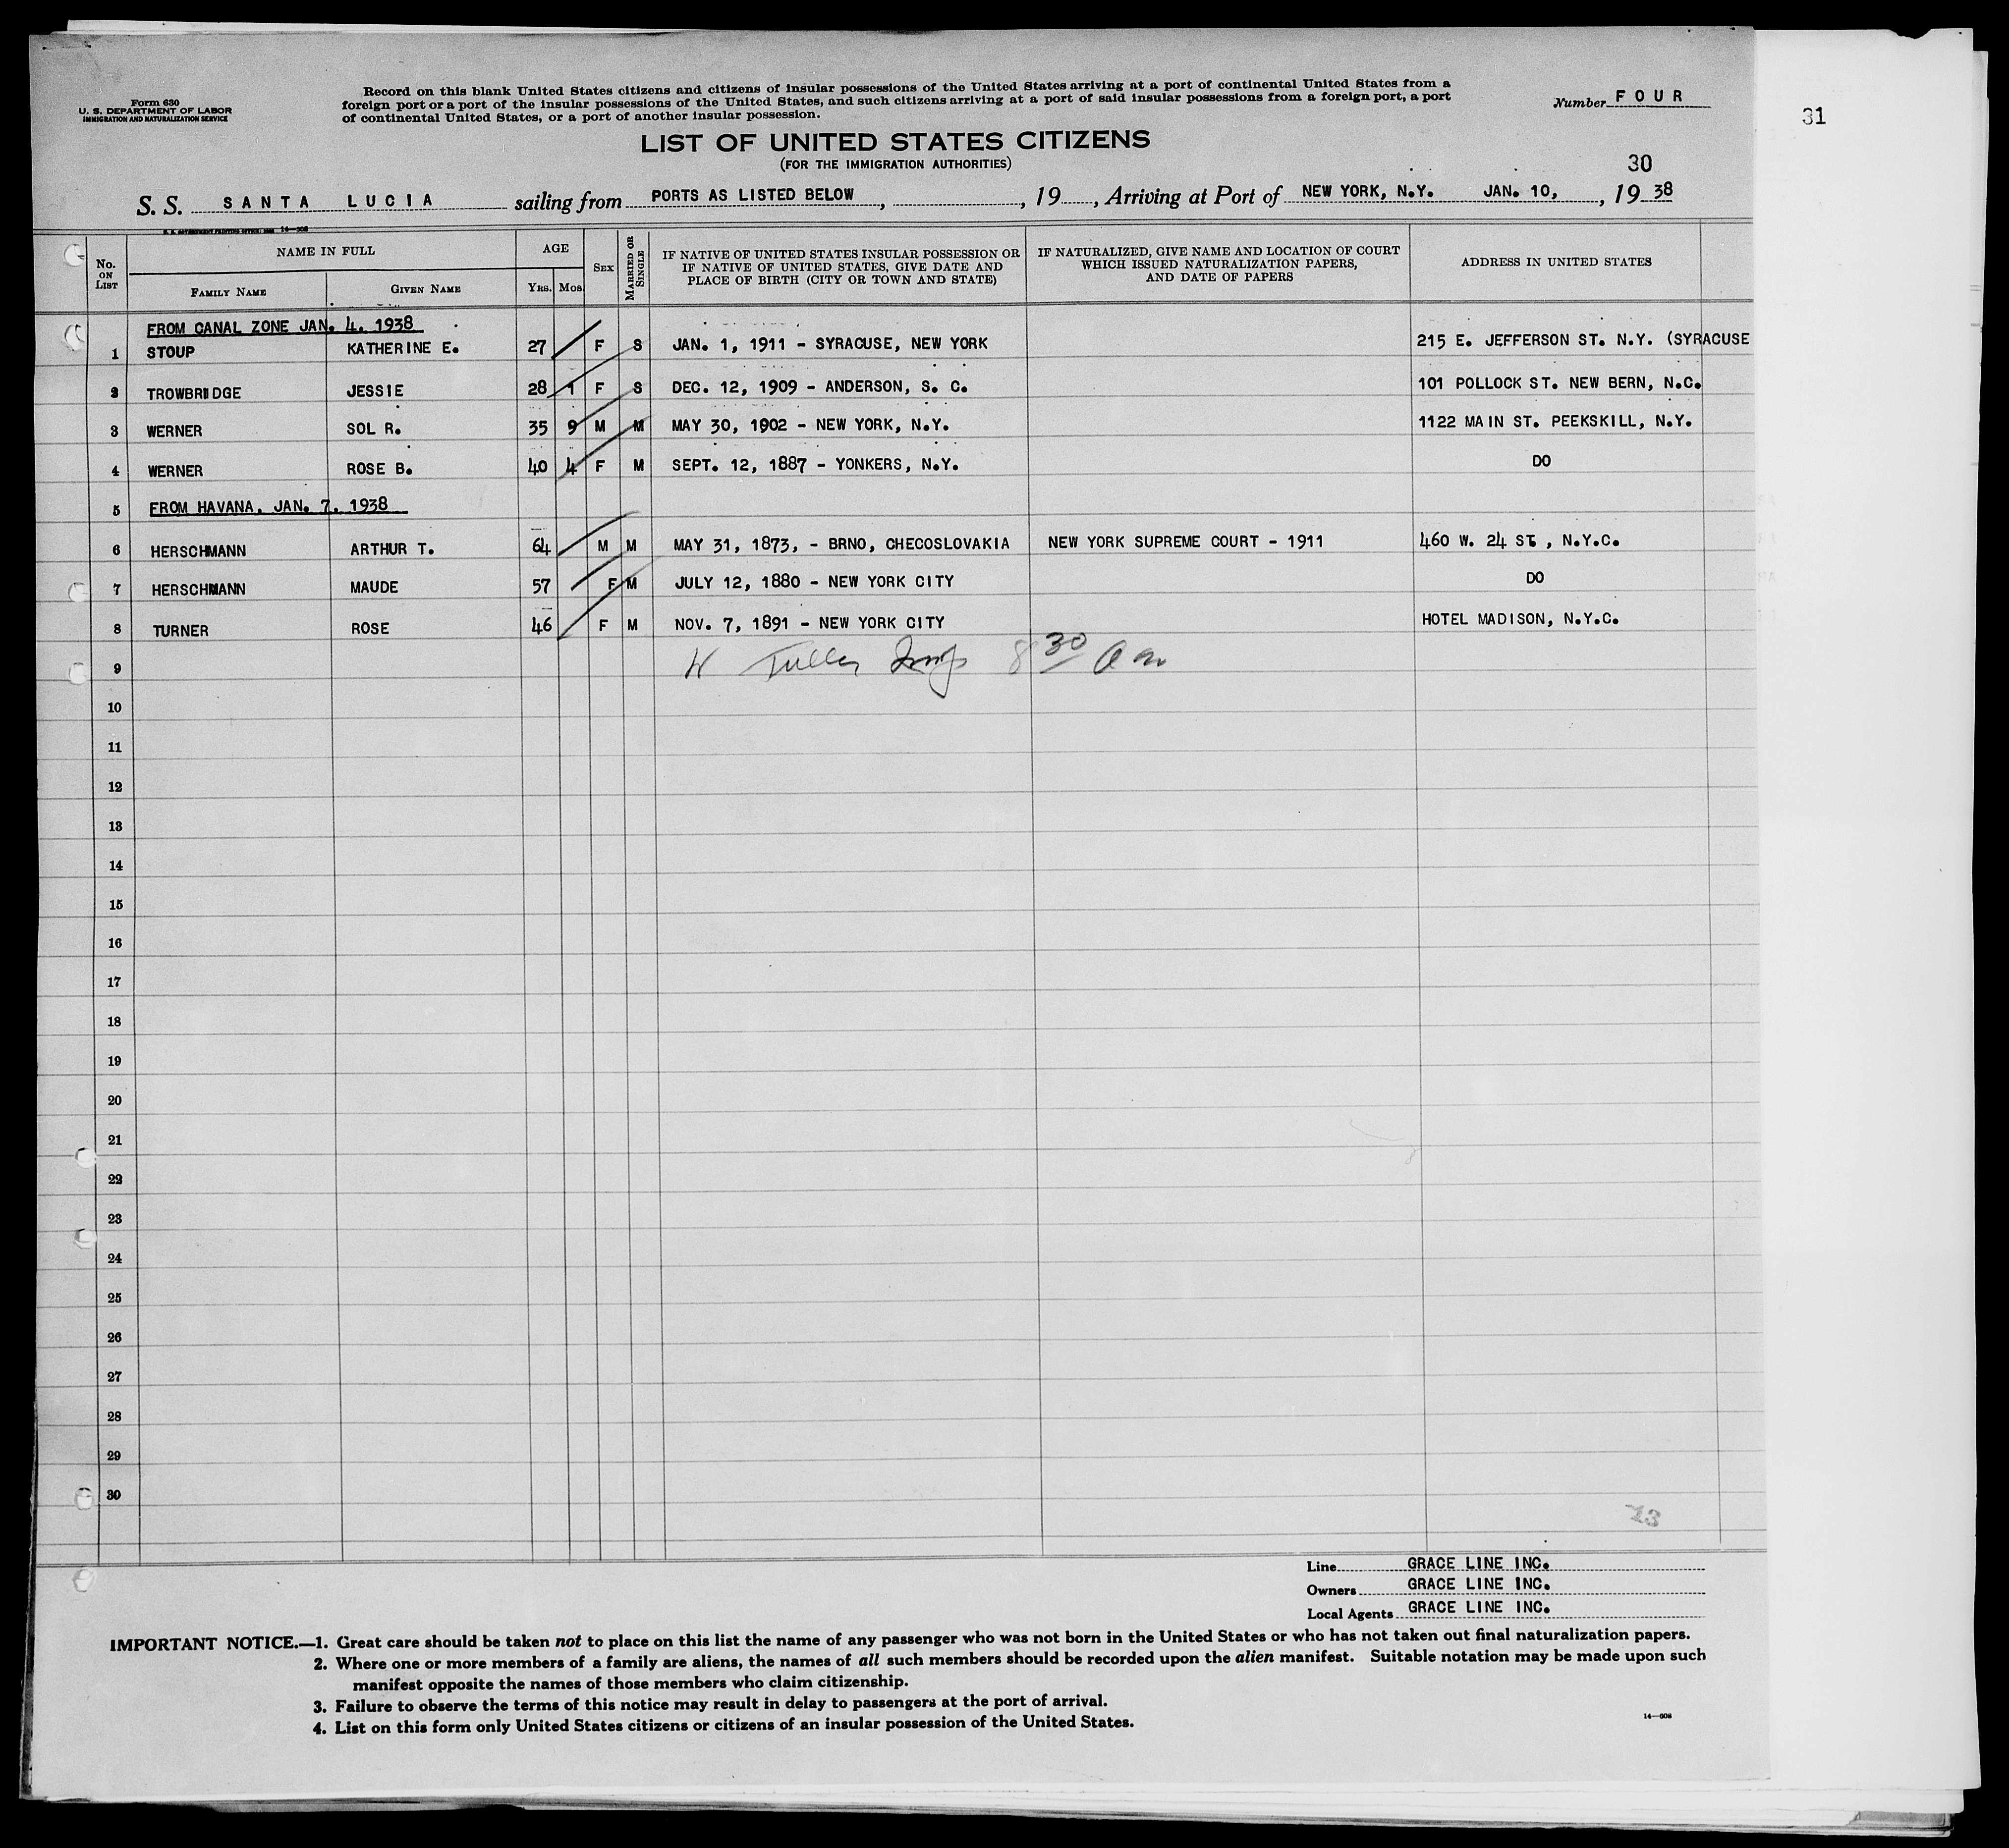 Form 630
U. S. DEPARTMENT OF LABOR
IMMIGRATION AND NATURALIZATION SERVICE
Record on this blank United States citizens and citizens of insular possessions of the United States arriving at a port of continental United States from a
foreign port or a port of the insular possessions of the United States, and such citizens arriving at a port of said insular possessions from a foreign port, a port
of continental United States, or a port of another insular possession.
Number FOUR
31
LIST OF UNITED STATES CITIZENS
(FOR THE IMMIGRATION AUTHORITIES)
30
S. S. SANTA LUCIA sailing from PORTS AS LISTED BELOW, , 19 , Arriving at Port of NEW YORK, N.Y. JAN. 10, , 19 38
No. ON LIST
NAME IN FULL
FAMILY NAME GIVEN NAME
AGE
YRS. MOS.
SEX
MARRIED OR SINGLE
IF NATIVE OF UNITED STATES INSULAR POSSESSION OR
IF NATIVE OF UNITED STATES, GIVE DATE AND
PLACE OF BIRTH (CITY OR TOWN AND STATE)
IF NATURALIZED, GIVE NAME AND LOCATION OF COURT
WHICH ISSUED NATURALIZATION PAPERS,
AND DATE OF PAPERS
ADDRESS IN UNITED STATES
FROM CANAL ZONE JAN. 4. 1938
1 STOUP KATHERINE E. 27 F S JAN. 1, 1911 - SYRACUSE, NEW YORK 215 E. JEFFERSON ST. N.Y. (SYRACUSE
2 TROWBRIDGE JESSIE 28 1 F S DEC. 12, 1909 - ANDERSON, S. C. 101 POLLOCK ST. NEW BERN, N.C.
3 WERNER SOL R. 35 9 M M MAY 30, 1902 - NEW YORK, N.Y. 1122 MAIN ST. PEEKSKILL, N.Y.
4 WERNER ROSE B. 40 4 F M SEPT. 12, 1887 - YONKERS, N.Y. DO
5 FROM HAVANA, JAN. 7, 1938
6 HERSCHMANN ARTHUR T. 64 M M MAY 31, 1873, - BRNO, CHECOSLOVAKIA NEW YORK SUPREME COURT - 1911 460 W. 24 ST , N.Y.C.
7 HERSCHMANN MAUDE 57 F M JULY 12, 1880 - NEW YORK CITY DO
8 TURNER ROSE 46 F M NOV. 7, 1891 - NEW YORK CITY HOTEL MADISON, N.Y.C.
9 8 30 am
10
11
12
13
14
15
16
17
18
19
20
21
22
23
24
25
26
27
28
29
30
13
Line GRACE LINE INC.
Owners GRACE LINE INC.
Local Agents GRACE LINE INC.
IMPORTANT NOTICE.—1. Great care should be taken not to place on this list the name of any passenger who was not born in the United States or who has not taken out final naturalization papers.
2. Where one or more members of a family are aliens, the names of all such members should be recorded upon the alien manifest. Suitable notation may be made upon such
manifest opposite the names of those members who claim citizenship.
3. Failure to observe the terms of this notice may result in delay to passengers at the port of arrival.
4. List on this form only United States citizens or citizens of an insular possession of the United States.
14—608